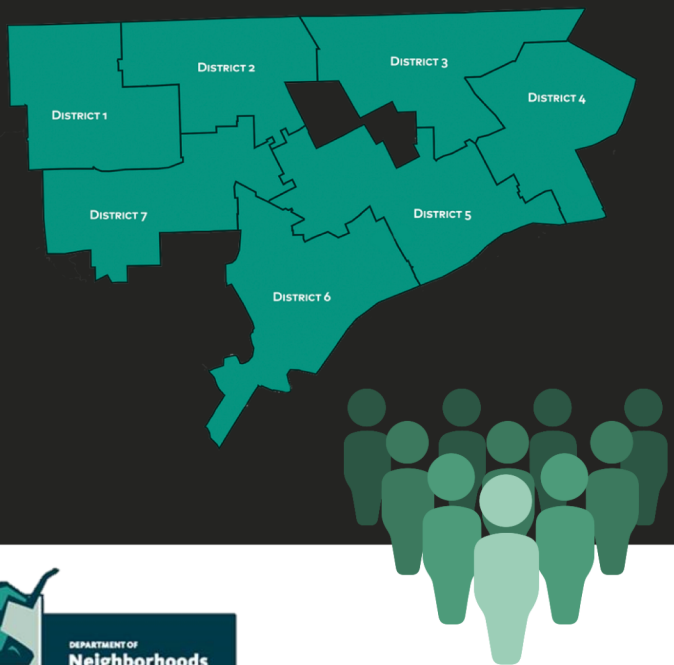 DISTRICT 1
DISTRICT 2
DISTRICT 3
DISTRICT 4
DISTRICT 5
DISTRICT 6
DISTRICT 7
DEPARTMENT OF
Neighborhoods